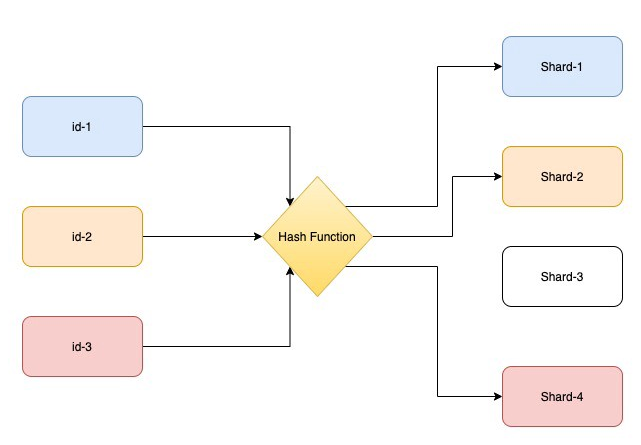 id-1
id-2
id-3
Hash Function
Shard-1
Shard-2
Shard-3
Shard-4